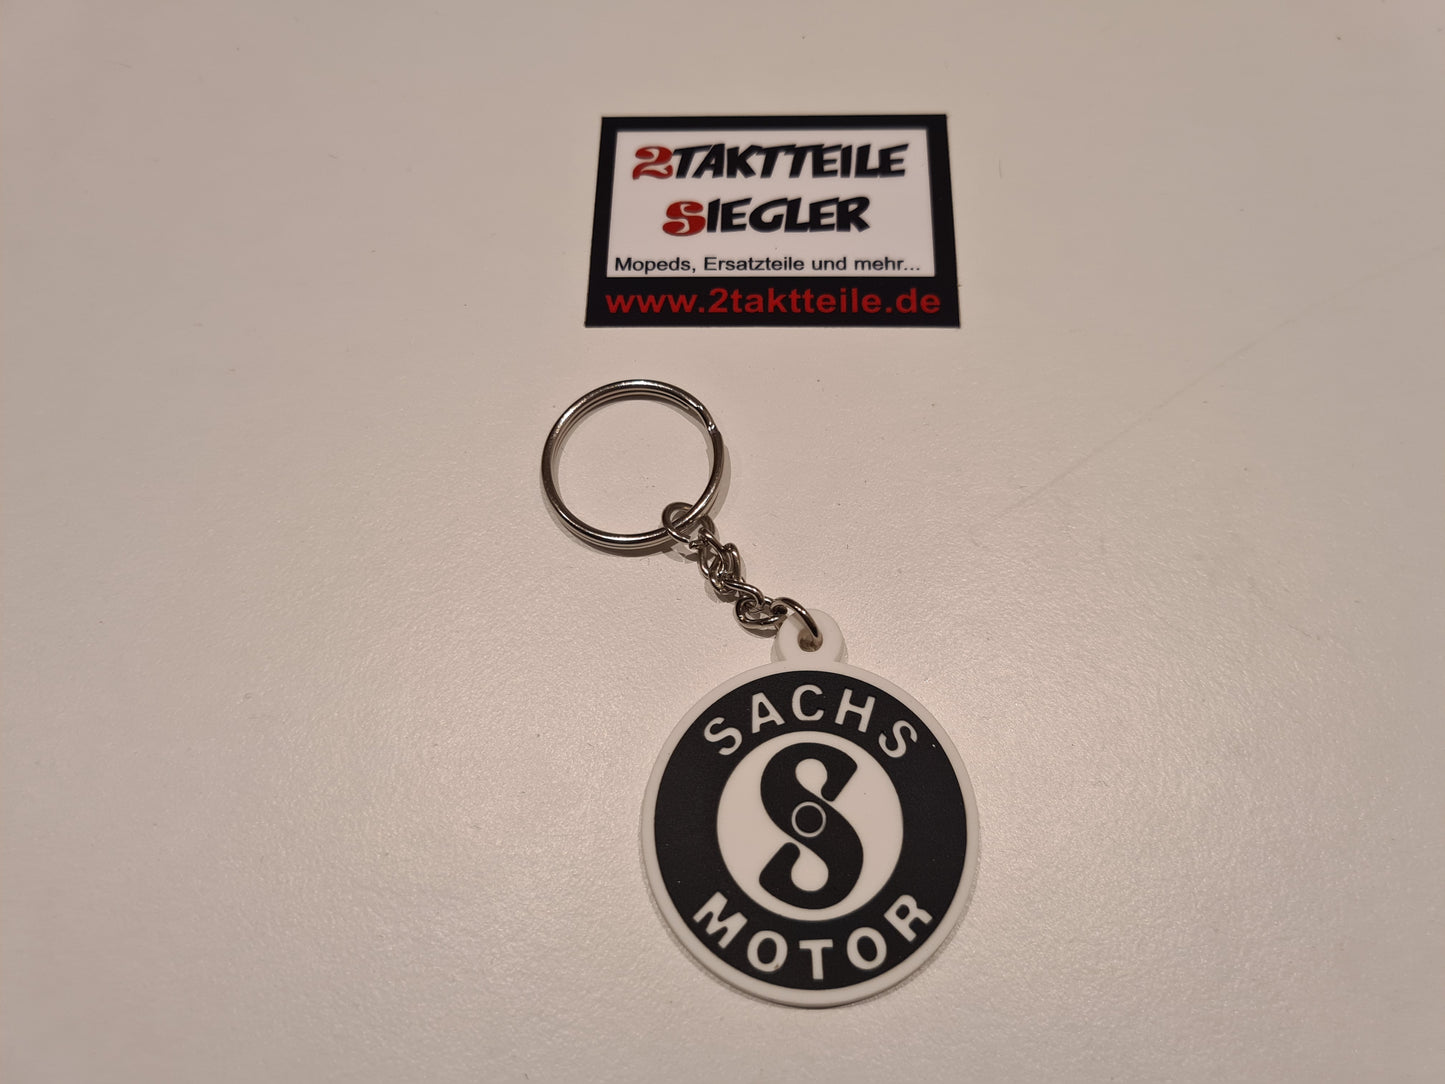 2TAKTTEILE
SIEGLER
Mopeds, Ersatzteile und mehr...
www.2taktteile.de
SACHS
S
MOTOR